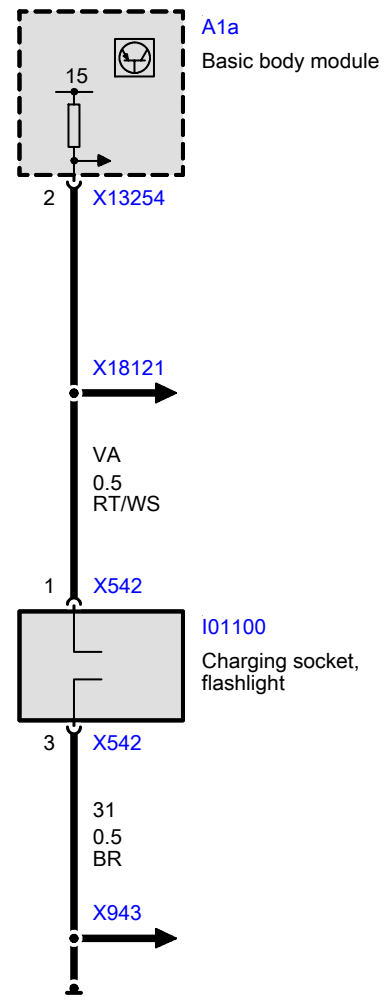 A1a
Basic body module
15
2 X13254
X18121
VA
0.5
RT/WS
1 X542
I01100
Charging socket,
flashlight
3 X542
31
0.5
BR
X943